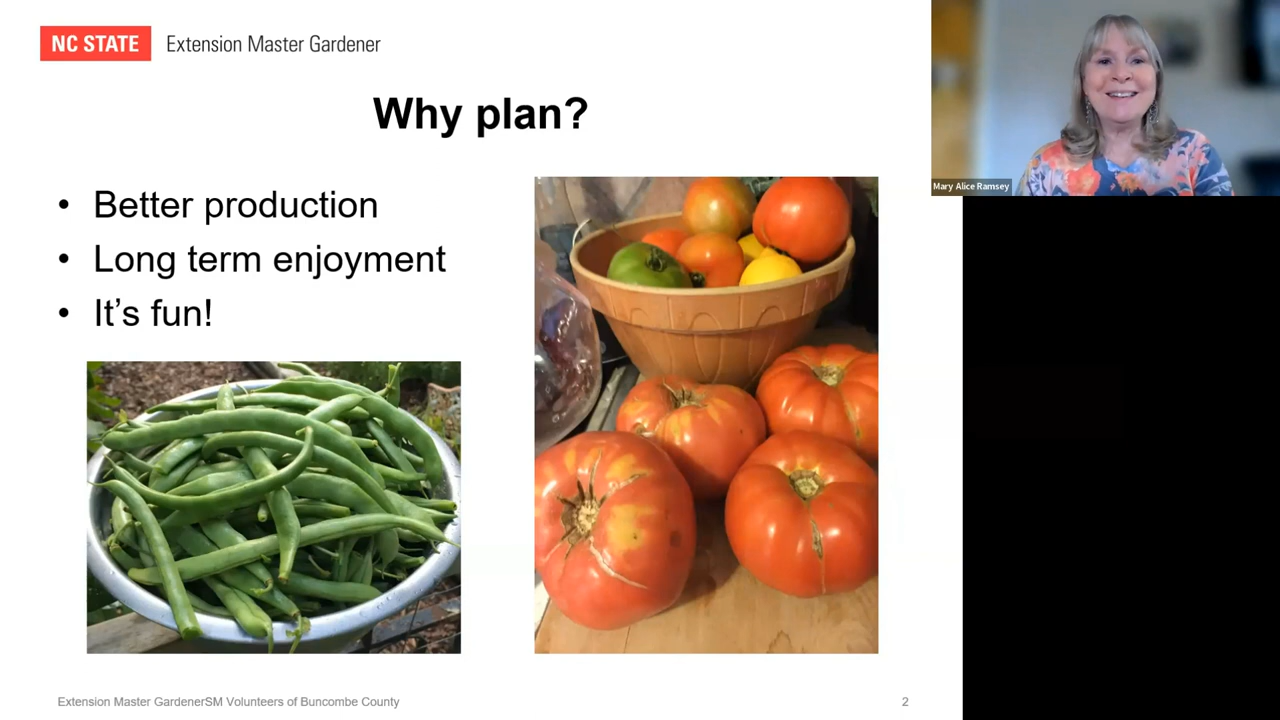 NC STATE Extension Master Gardener
Why plan?
• Better production
• Long term enjoyment
• It's fun!
Mary Alice Ramsey
Extension Master GardenerSM Volunteers of Buncombe County
2